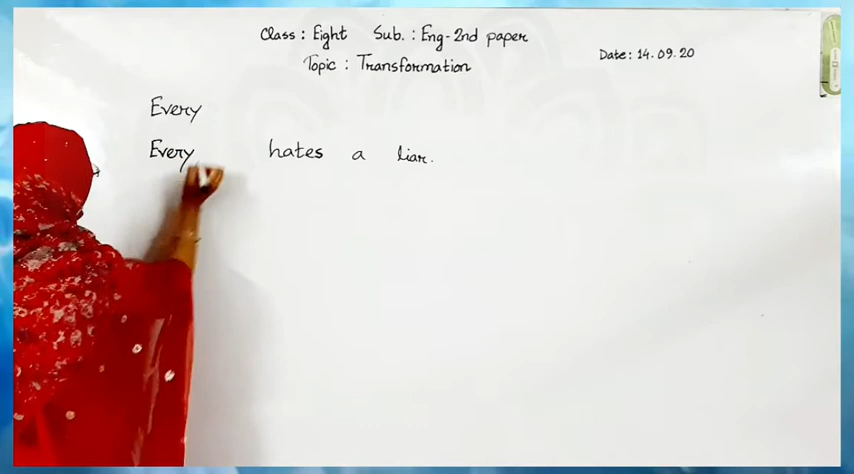 Class : Eight Sub. : Eng-2nd paper
Date: 14.09.20
Topic : Transformation
Every
Every hates a liar.